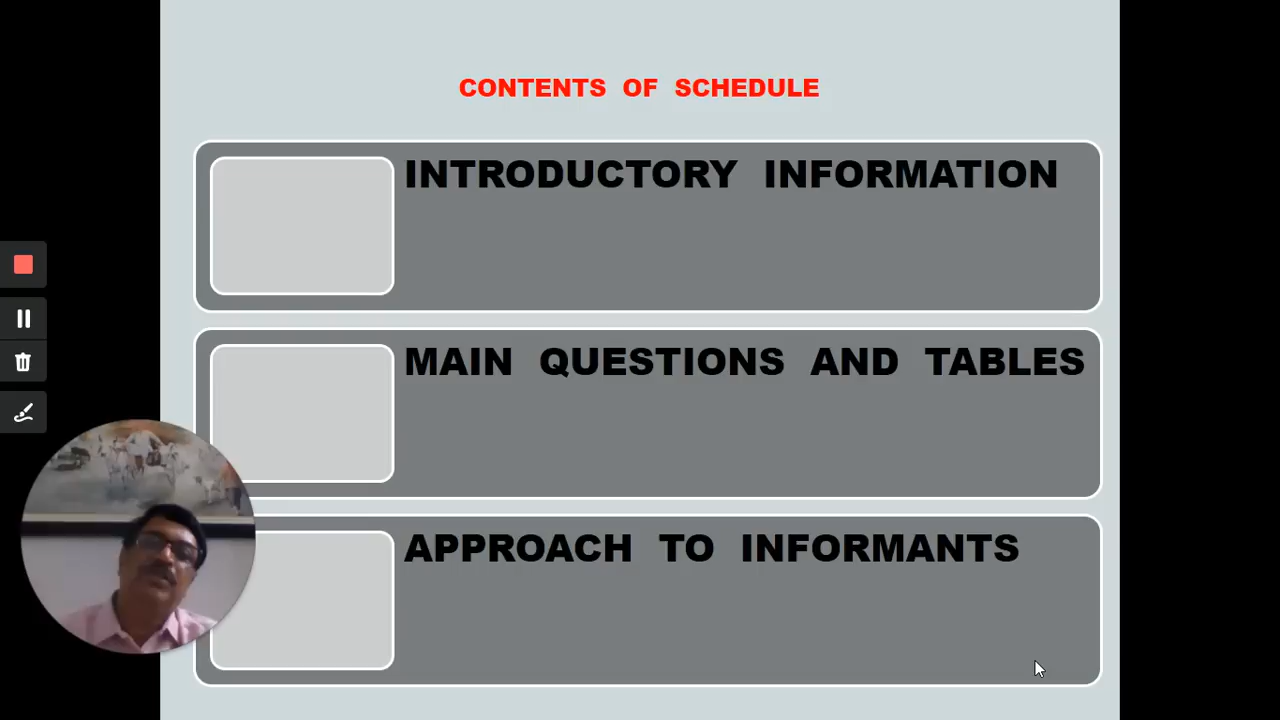 CONTENTS OF SCHEDULE
INTRODUCTORY INFORMATION
MAIN QUESTIONS AND TABLES
APPROACH TO INFORMANTS